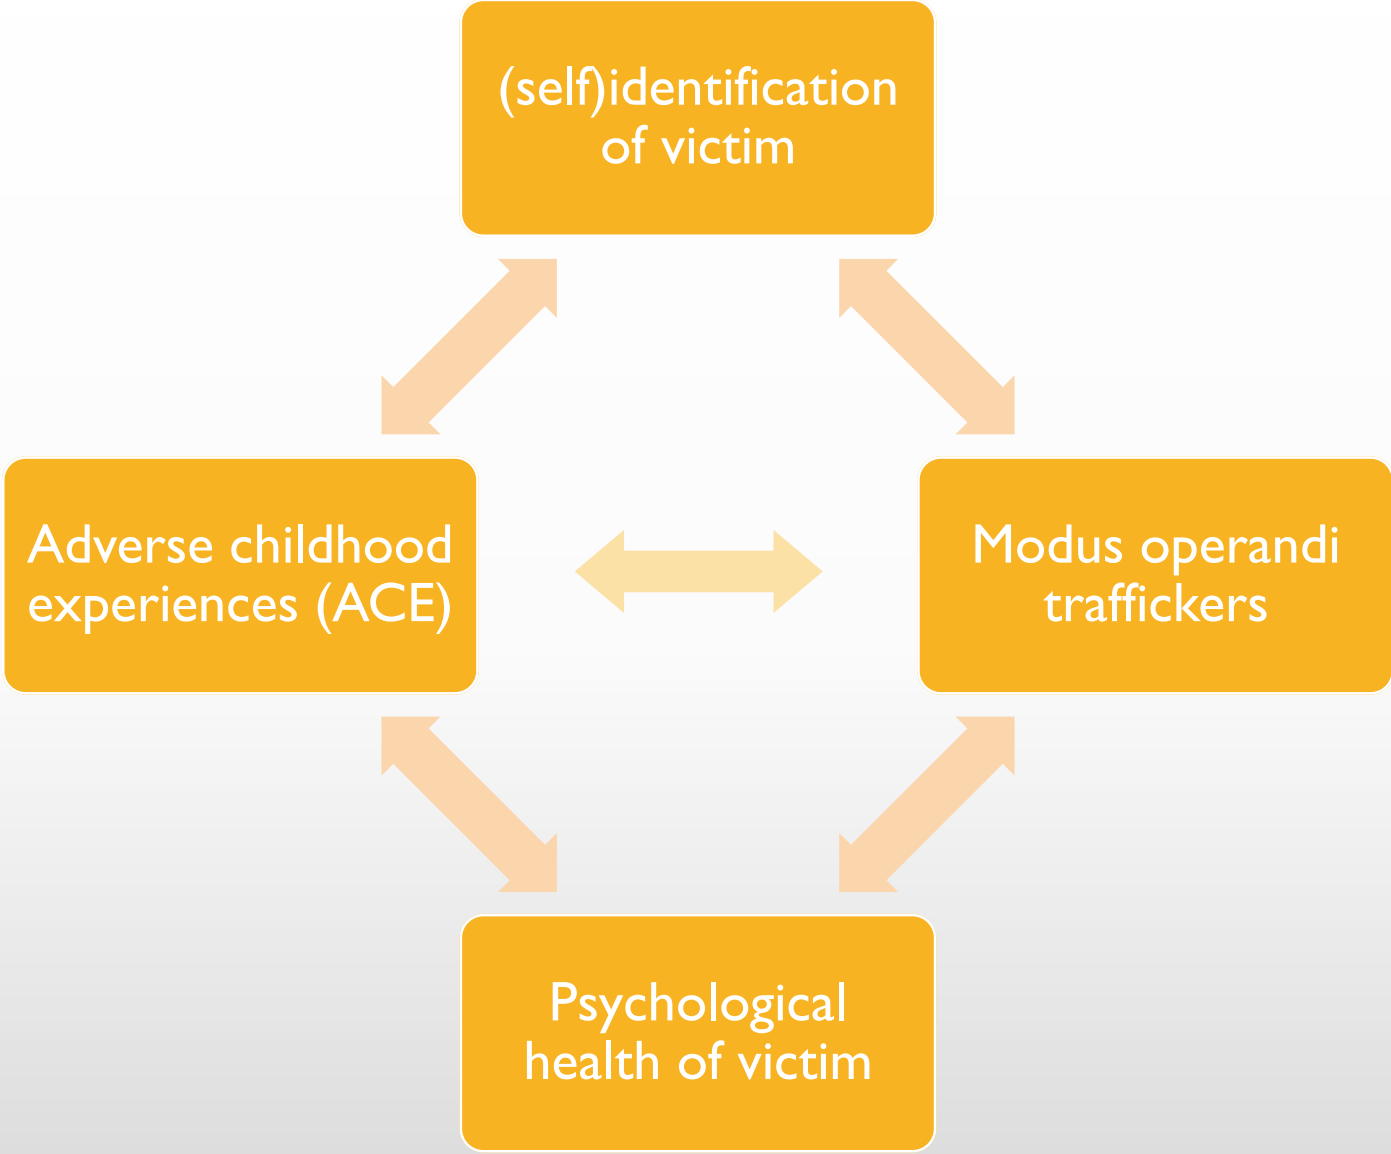 (self)identification
of victim
Adverse childhood
experiences (ACE)
Modus operandi
traffickers
Psychological
health of victim